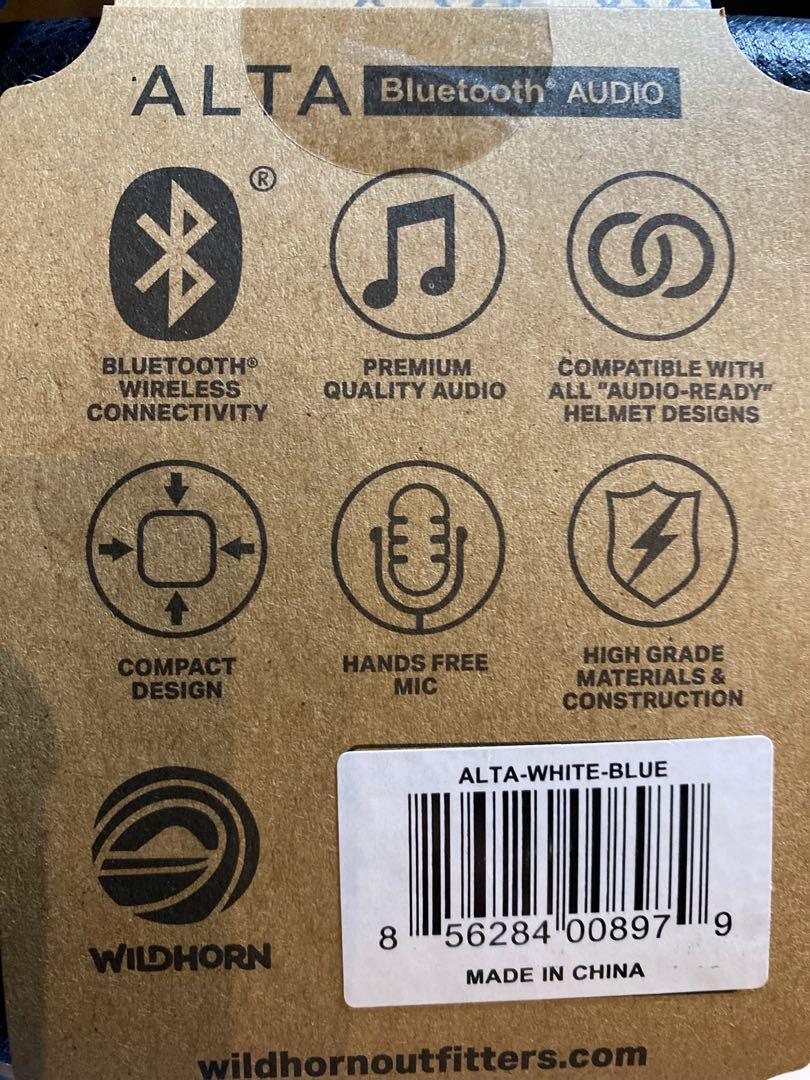 ALTA Bluetooth® AUDIO
®
BLUETOOTH®
WIRELESS
CONNECTIVITY
PREMIUM
QUALITY AUDIO
COMPATIBLE WITH
ALL "AUDIO-READY"
HELMET DESIGNS
COMPACT
DESIGN
HANDS FREE
MIC
HIGH GRADE
MATERIALS &
CONSTRUCTION
WILDHORN
ALTA-WHITE-BLUE
8 56284 00897 9
MADE IN CHINA
wildhornoutfitters.com